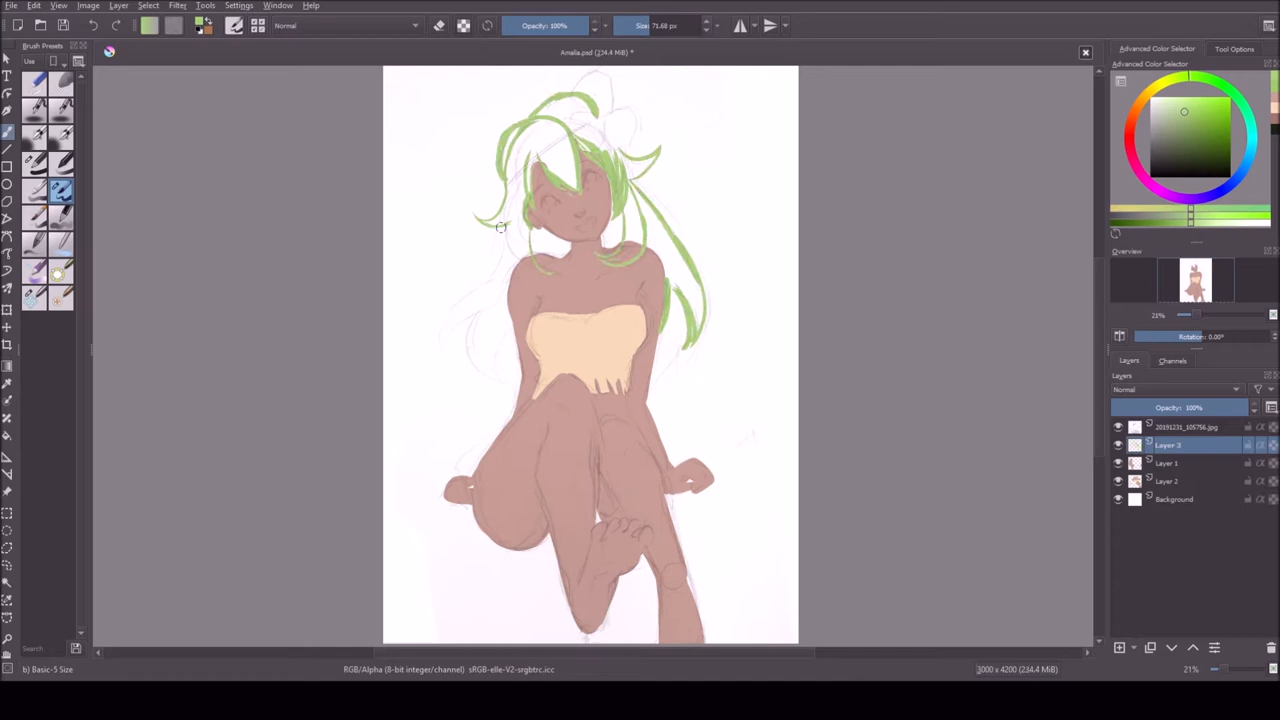 File Edit View Image Layer Select Filter Tools Settings Window Help
Normal
Opacity: 100%
Size: 71.68 px
Brush Presets
Use
Amalia.psd (234.4 MiB) *
Advanced Color Selector Tool Options
Advanced Color Selector
Overview
21%
Rotation: 0.00°
Layers Channels
Layers
Normal
Opacity: 100%
20191231_105756.jpg
Layer 3
Layer 1
Layer 2
Background
Search
b) Basic-5 Size
RGB/Alpha (8-bit integer/channel) sRGB-elle-V2-srgbtrc.icc
3000 x 4200 (234.4 MiB)
21%